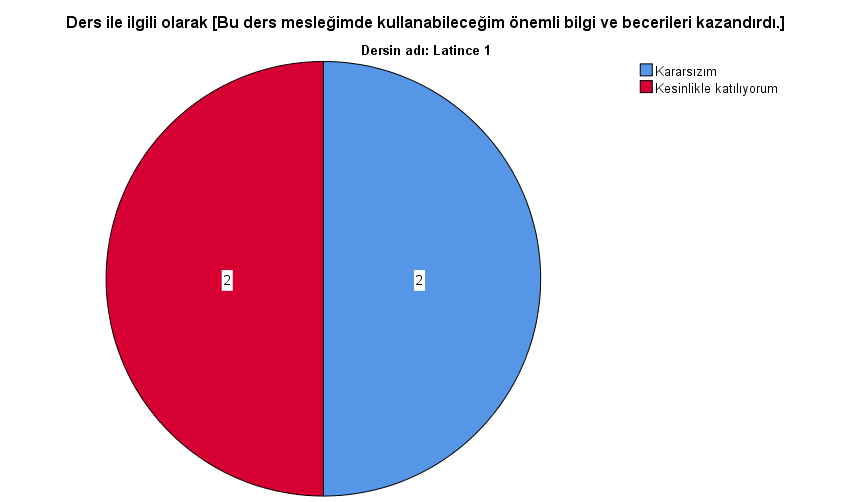 Ders ile ilgili olarak [Bu ders mesleğimde kullanabileceğim önemli bilgi ve becerileri kazandırdı.]
Dersin adı: Latince 1
Kararsızım
Kesinlikle katılıyorum
2
2